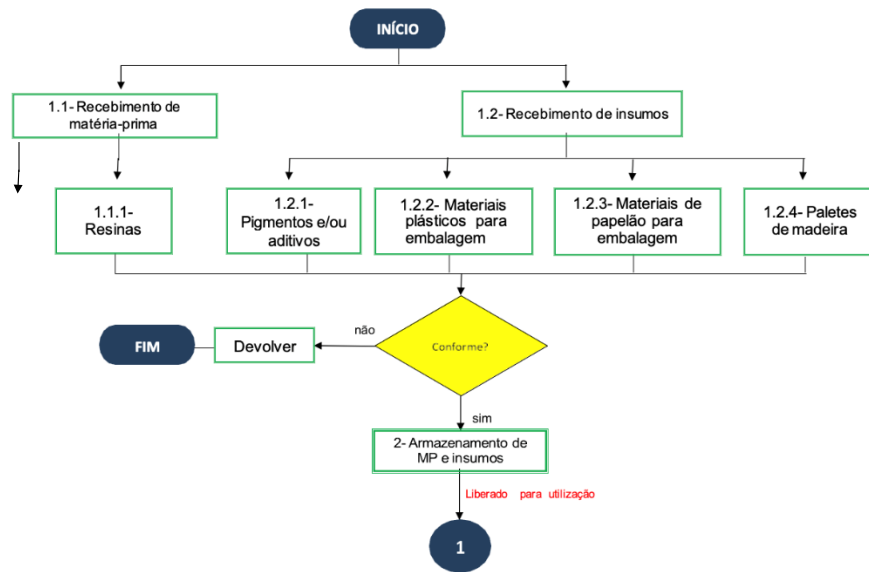 INÍCIO
1.1- Recebimento de
matéria-prima
1.2- Recebimento de insumos
1.1.1-
Resinas
1.2.1-
Pigmentos e/ou
aditivos
1.2.2- Materiais
plásticos para
embalagem
1.2.3- Materiais de
papelão para
embalagem
1.2.4- Paletes
de madeira
não
FIM
Devolver
Conforme?
sim
2- Armazenamento de
MP e insumos
Liberado para utilização
1